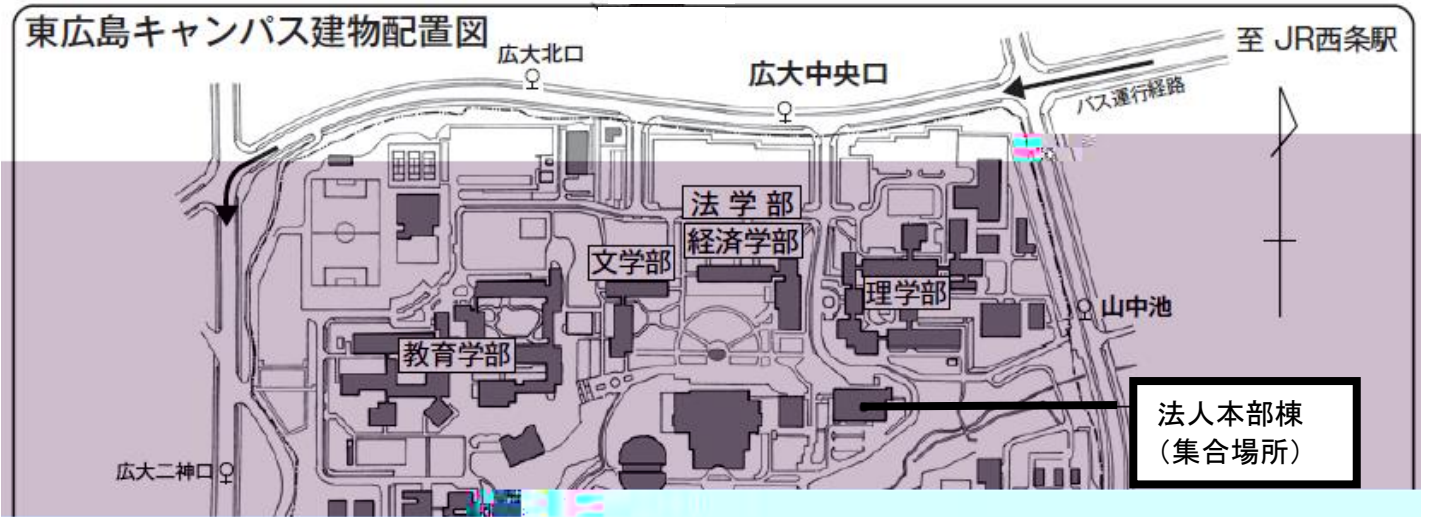 東広島キャンパス建物配置図
広大北口
広大中央口
至 JR西条駅
バス運行経路
法学部
経済学部
文学部
理学部
山中池
教育学部
法人本部棟
（集合場所）
広大二神口